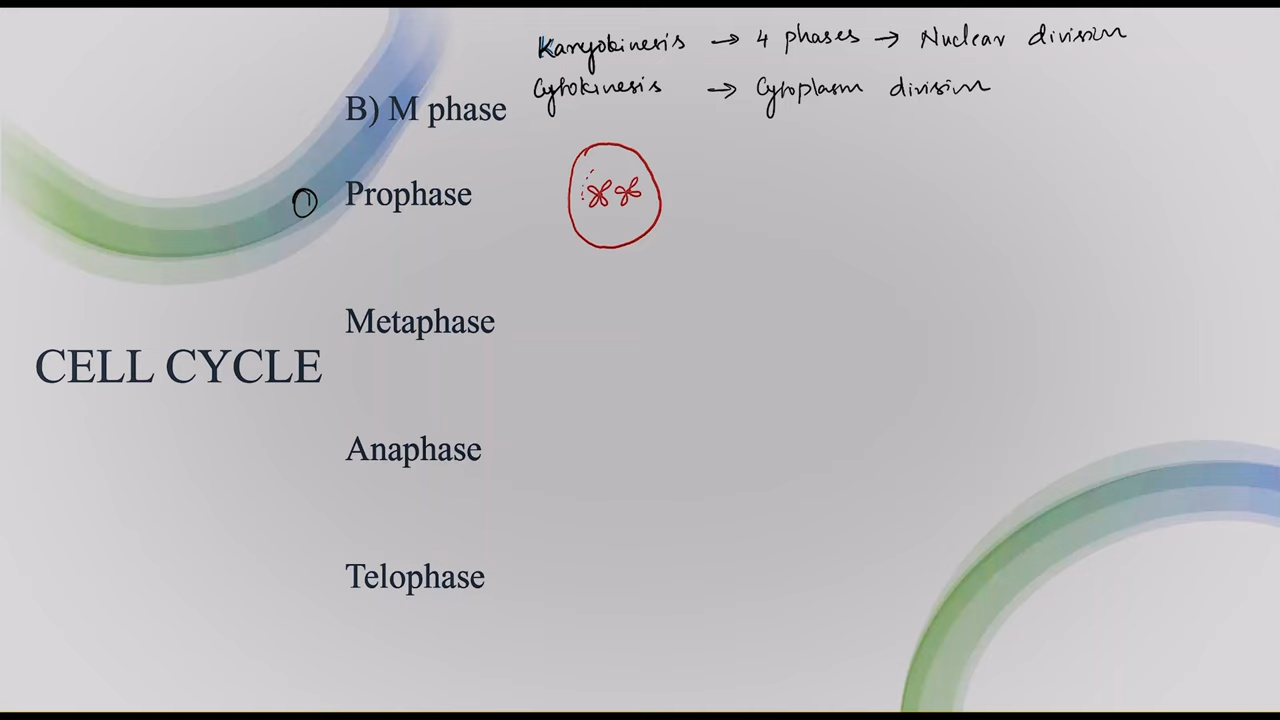 Karyokinesis → 4 phases → Nuclear division
Cytokinesis → Cytoplasm division
B) M phase
① Prophase
Metaphase
CELL CYCLE
Anaphase
Telophase